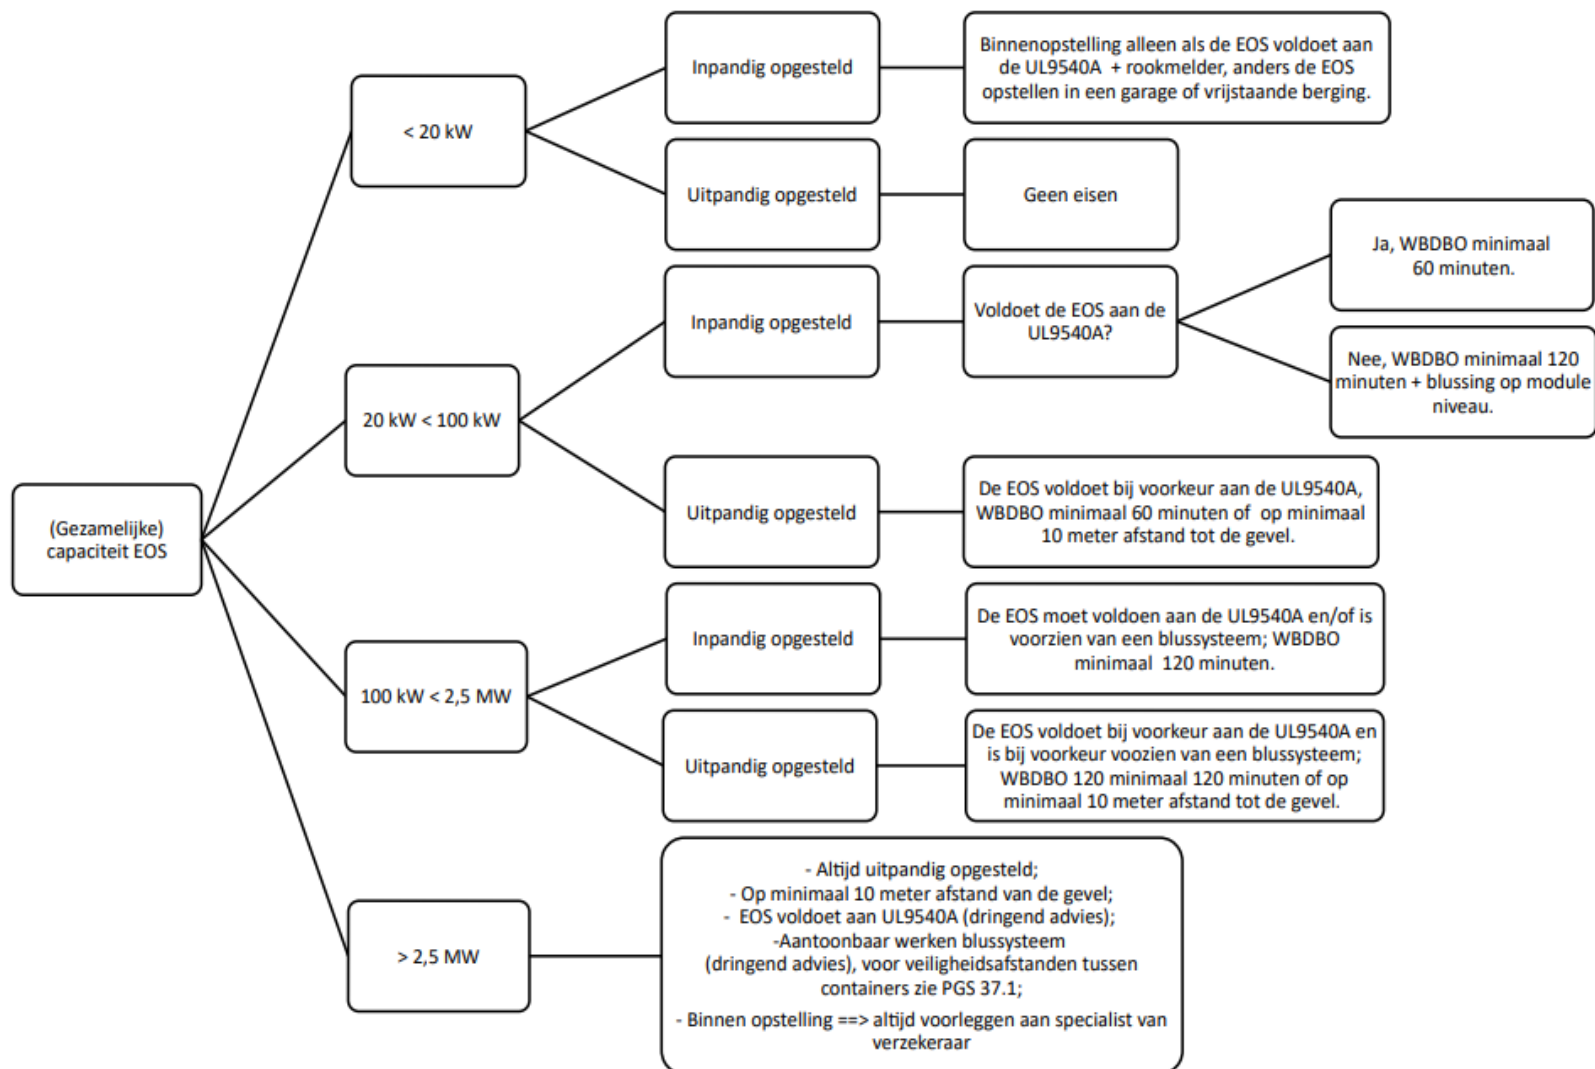 (Gezamelijke)
capaciteit EOS
< 20 kW
Inpandig opgesteld
Binnenopstelling alleen als de EOS voldoet aan
de UL9540A + rookmelder, anders de EOS
opstellen in een garage of vrijstaande berging.
Uitpandig opgesteld
Geen eisen
20 kW < 100 kW
Inpandig opgesteld
Voldoet de EOS aan de
UL9540A?
Ja, WBDBO minimaal
60 minuten.
Nee, WBDBO minimaal 120
minuten + blussing op module
niveau.
Uitpandig opgesteld
De EOS voldoet bij voorkeur aan de UL9540A,
WBDBO minimaal 60 minuten of op minimaal
10 meter afstand tot de gevel.
100 kW < 2,5 MW
Inpandig opgesteld
De EOS moet voldoen aan de UL9540A en/of is
voorzien van een blussysteem; WBDBO
minimaal 120 minuten.
Uitpandig opgesteld
De EOS voldoet bij voorkeur aan de UL9540A en
is bij voorkeur voozien van een blussysteem;
WBDBO 120 minimaal 120 minuten of op
minimaal 10 meter afstand tot de gevel.
> 2,5 MW
- Altijd uitpandig opgesteld;
- Op minimaal 10 meter afstand van de gevel;
- EOS voldoet aan UL9540A (dringend advies);
-Aantoonbaar werken blussysteem
(dringend advies), voor veiligheidsafstanden tussen
containers zie PGS 37.1;
- Binnen opstelling ==> altijd voorleggen aan specialist van
verzekeraar